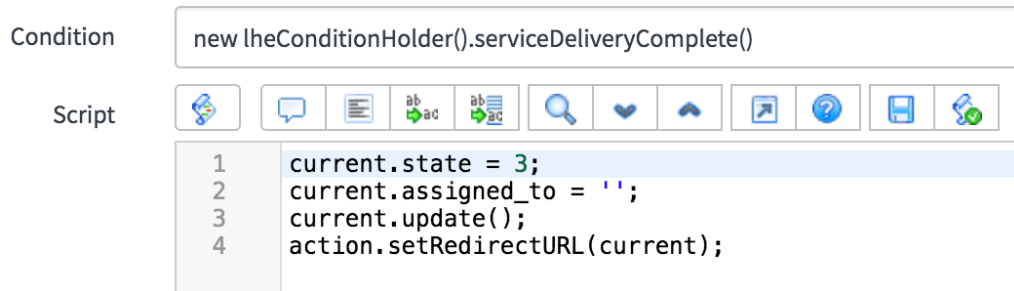 Condition
new lheConditionHolder().serviceDeliveryComplete()
Script
1 current.state = 3;
2 current.assigned_to = '';
3 current.update();
4 action.setRedirectURL(current);